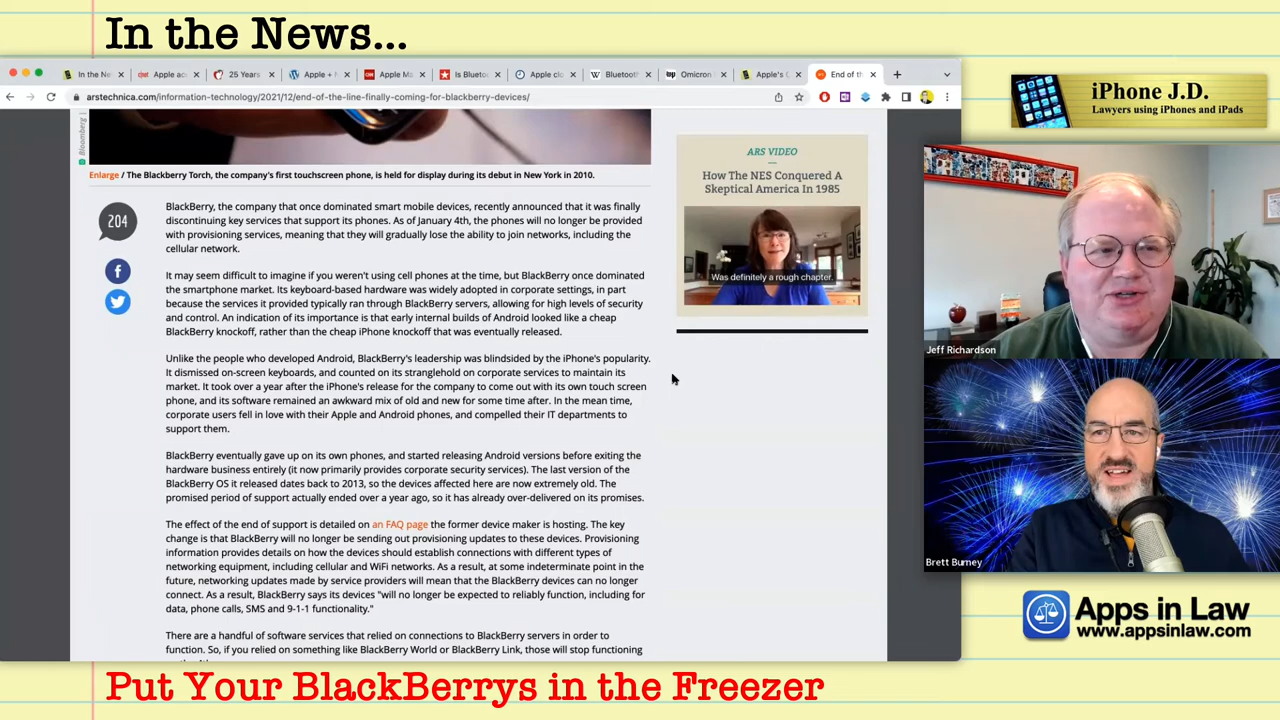 In the News...
In the Ne
Apple ac
25 Years
Apple +
Apple M
Is Blueto
Apple clo
Bluetooth
Omicron
Apple's
End of th
arstechnica.com/information-technology/2021/12/end-of-the-line-finally-coming-for-blackberry-devices/
Bloomberg
Enlarge / The Blackberry Torch, the company's first touchscreen phone, is held for display during its debut in New York in 2010.
204
BlackBerry, the company that once dominated smart mobile devices, recently announced that it was finally
discontinuing key services that support its phones. As of January 4th, the phones will no longer be provided
with provisioning services, meaning that they will gradually lose the ability to join networks, including the
cellular network.
It may seem difficult to imagine if you weren't using cell phones at the time, but BlackBerry once dominated
the smartphone market. Its keyboard-based hardware was widely adopted in corporate settings, in part
because the services it provided typically ran through BlackBerry servers, allowing for high levels of security
and control. An indication of its importance is that early internal builds of Android looked like a cheap
BlackBerry knockoff, rather than the cheap iPhone knockoff that was eventually released.
Unlike the people who developed Android, BlackBerry's leadership was blindsided by the iPhone's popularity.
It dismissed on-screen keyboards, and counted on its stranglehold on corporate services to maintain its
market. It took over a year after the iPhone's release for the company to come out with its own touch screen
phone, and its software remained an awkward mix of old and new for some time after. In the mean time,
corporate users fell in love with their Apple and Android phones, and compelled their IT departments to
support them.
BlackBerry eventually gave up on its own phones, and started releasing Android versions before exiting the
hardware business entirely (it now primarily provides corporate security services). The last version of the
BlackBerry OS it released dates back to 2013, so the devices affected here are now extremely old. The
promised period of support actually ended over a year ago, so it has already over-delivered on its promises.
The effect of the end of support is detailed on an FAQ page the former device maker is hosting. The key
change is that BlackBerry will no longer be sending out provisioning updates to these devices. Provisioning
information provides details on how the devices should establish connections with different types of
networking equipment, including cellular and WiFi networks. As a result, at some indeterminate point in the
future, networking updates made by service providers will mean that the BlackBerry devices can no longer
connect. As a result, BlackBerry says its devices "will no longer be expected to reliably function, including for
data, phone calls, SMS and 9-1-1 functionality."
There are a handful of software services that relied on connections to BlackBerry servers in order to
function. So, if you relied on something like BlackBerry World or BlackBerry Link, those will stop functioning
ARS VIDEO
How The NES Conquered A
Skeptical America In 1985
Was definitely a rough chapter.
iPhone J.D.
Lawyers using iPhones and iPads
Jeff Richardson
Brett Burney
Apps in Law
www.appsinlaw.com
Put Your BlackBerrys in the Freezer